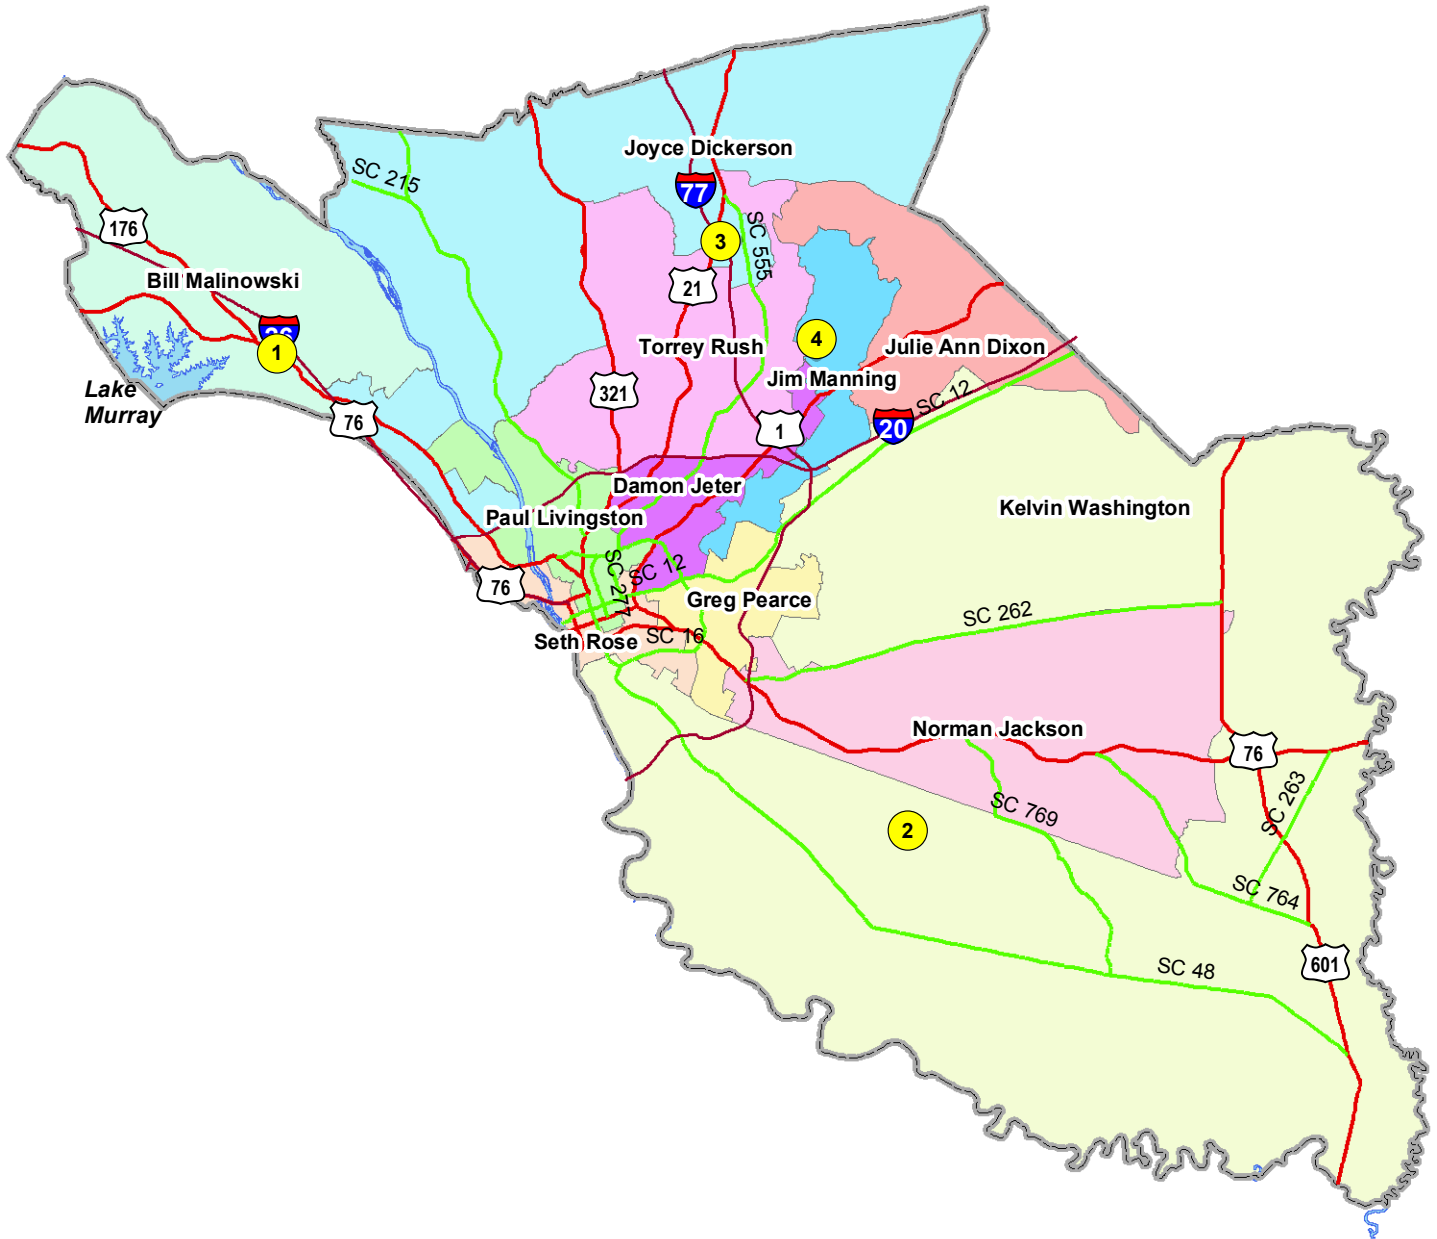 Joyce Dickerson
SC 215
77
176
3
SC 555
Bill Malinowski
21
1
4
Torrey Rush
Julie Ann Dixon
Jim Manning
Lake
Murray
321
SC 12
76
1
20
Damon Jeter
Kelvin Washington
Paul Livingston
SC 277
SC 12
76
Greg Pearce
SC 262
Seth Rose
SC 16
Norman Jackson
76
SC 263
SC 769
2
SC 764
601
SC 48